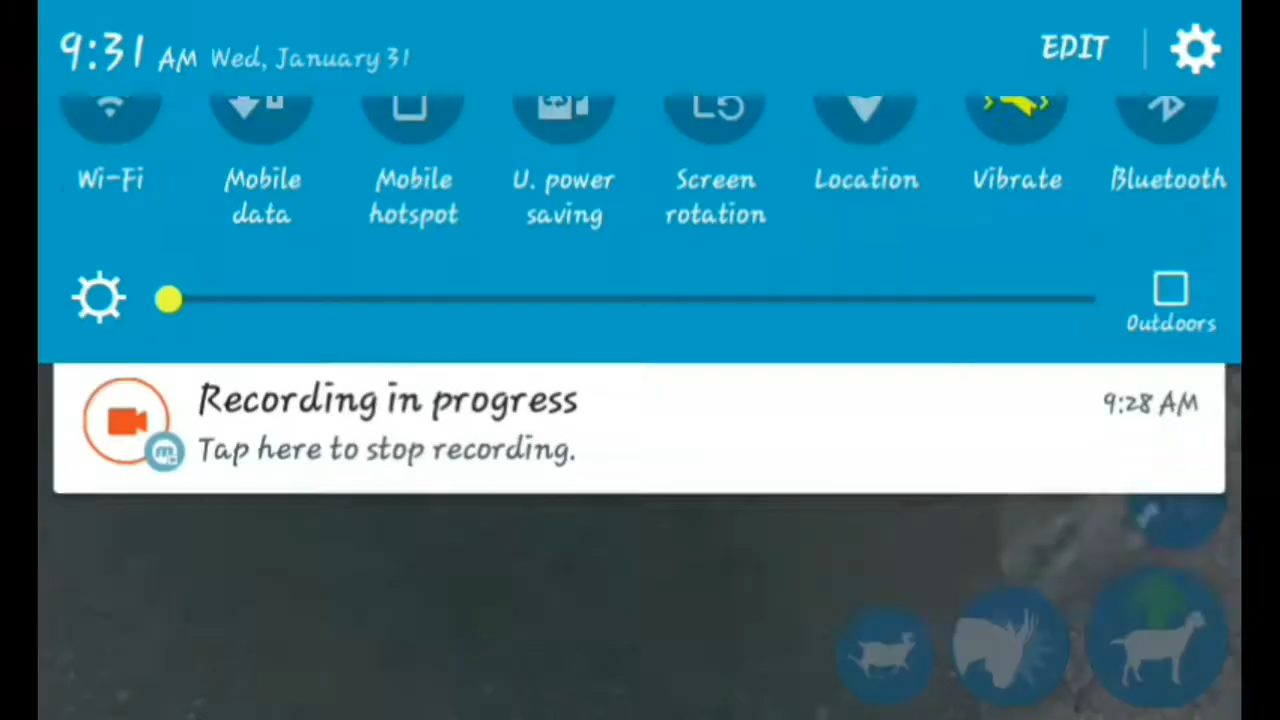 9:31 AM Wed, January 31 EDIT
Wi-Fi Mobile data Mobile hotspot U. power saving Screen rotation Location Vibrate Bluetooth
Outdoors
Recording in progress 9:28 AM
Tap here to stop recording.